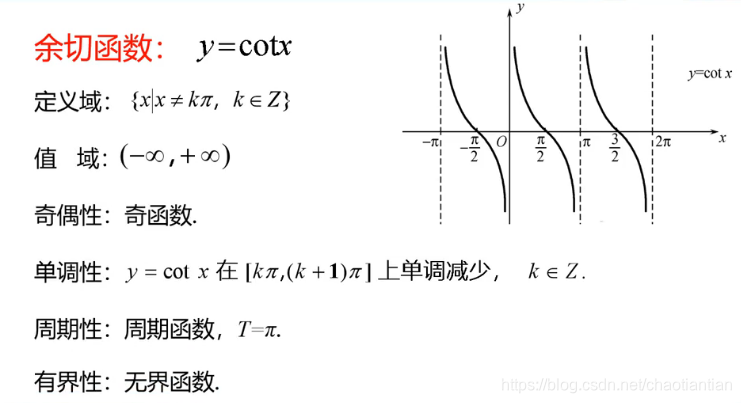 余切函数： y=cotx
定义域：{x|x≠kπ，k∈Z}
值 域：(-∞,+∞)
奇偶性：奇函数.
单调性：y = cot x 在 [kπ,(k+1)π] 上单调减少， k∈Z.
周期性：周期函数，T=π.
有界性：无界函数.
y
y=cot x
-π
-π/2
O
π/2
π
3/2
2π
x
https://blog.csdn.net/chaotiantian